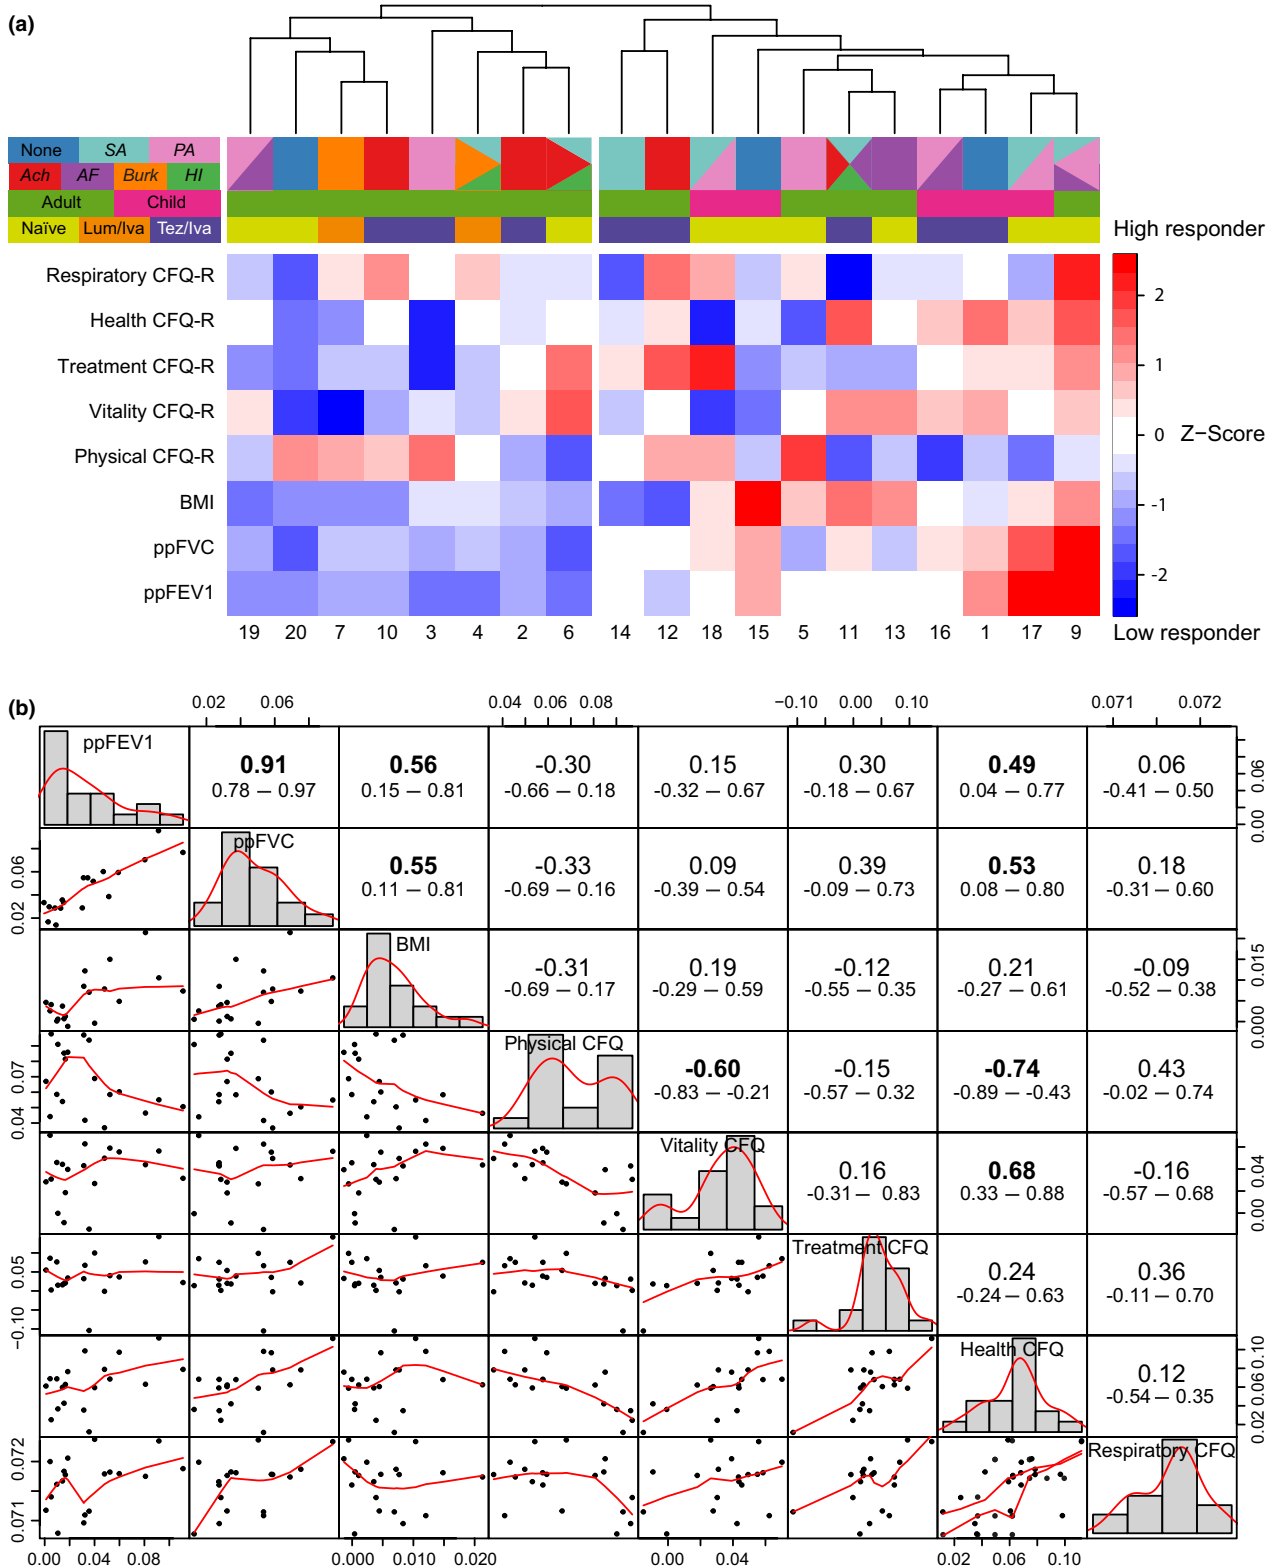 (a)
None SA PA
Ach AF Burk HI
Adult Child
Naïve Lum/Iva Tez/Iva
High responder
Respiratory CFQ-R
Health CFQ-R
Treatment CFQ-R
Vitality CFQ-R
Physical CFQ-R
BMI
ppFVC
ppFEV1
2
1
0
-1
-2
Z−Score
Low responder
19 20 7 10 3 4 2 6 14 12 18 15 5 11 13 16 1 17 9
(b)
0.02 0.06 0.04 0.06 0.08 −0.10 0.00 0.10 0.071 0.072
ppFEV1
0.91 0.56 -0.30 0.15 0.30 0.49 0.06
0.78 — 0.97 0.15 — 0.81 -0.66 — 0.18 -0.32 — 0.67 -0.18 — 0.67 0.04 — 0.77 -0.41 — 0.50
0.00 0.06
ppFVC
0.55 -0.33 0.09 0.39 0.53 0.18
0.11 — 0.81 -0.69 — 0.16 -0.39 — 0.54 -0.09 — 0.73 0.08 — 0.80 -0.31 — 0.60
0.02 0.06
BMI
-0.31 0.19 -0.12 0.21 -0.09
-0.69 — 0.17 -0.29 — 0.59 -0.55 — 0.35 -0.27 — 0.61 -0.52 — 0.38
0.000 0.015
Physical CFQ
-0.60 -0.15 -0.74 0.43
-0.83 — -0.21 -0.57 — 0.32 -0.89 — -0.43 -0.02 — 0.74
0.04 0.07
Vitality CFQ
0.16 0.68 -0.16
-0.31 — 0.83 0.33 — 0.88 -0.57 — 0.68
0.00 0.04
Treatment CFQ
0.24 0.36
-0.24 — 0.63 -0.11 — 0.70
−0.10 0.05
Health CFQ
0.12
-0.54 — 0.35
0.02 0.06 0.10
Respiratory CFQ
0.071 0.072
0.00 0.04 0.08 0.000 0.010 0.020 0.00 0.04 0.02 0.06 0.10